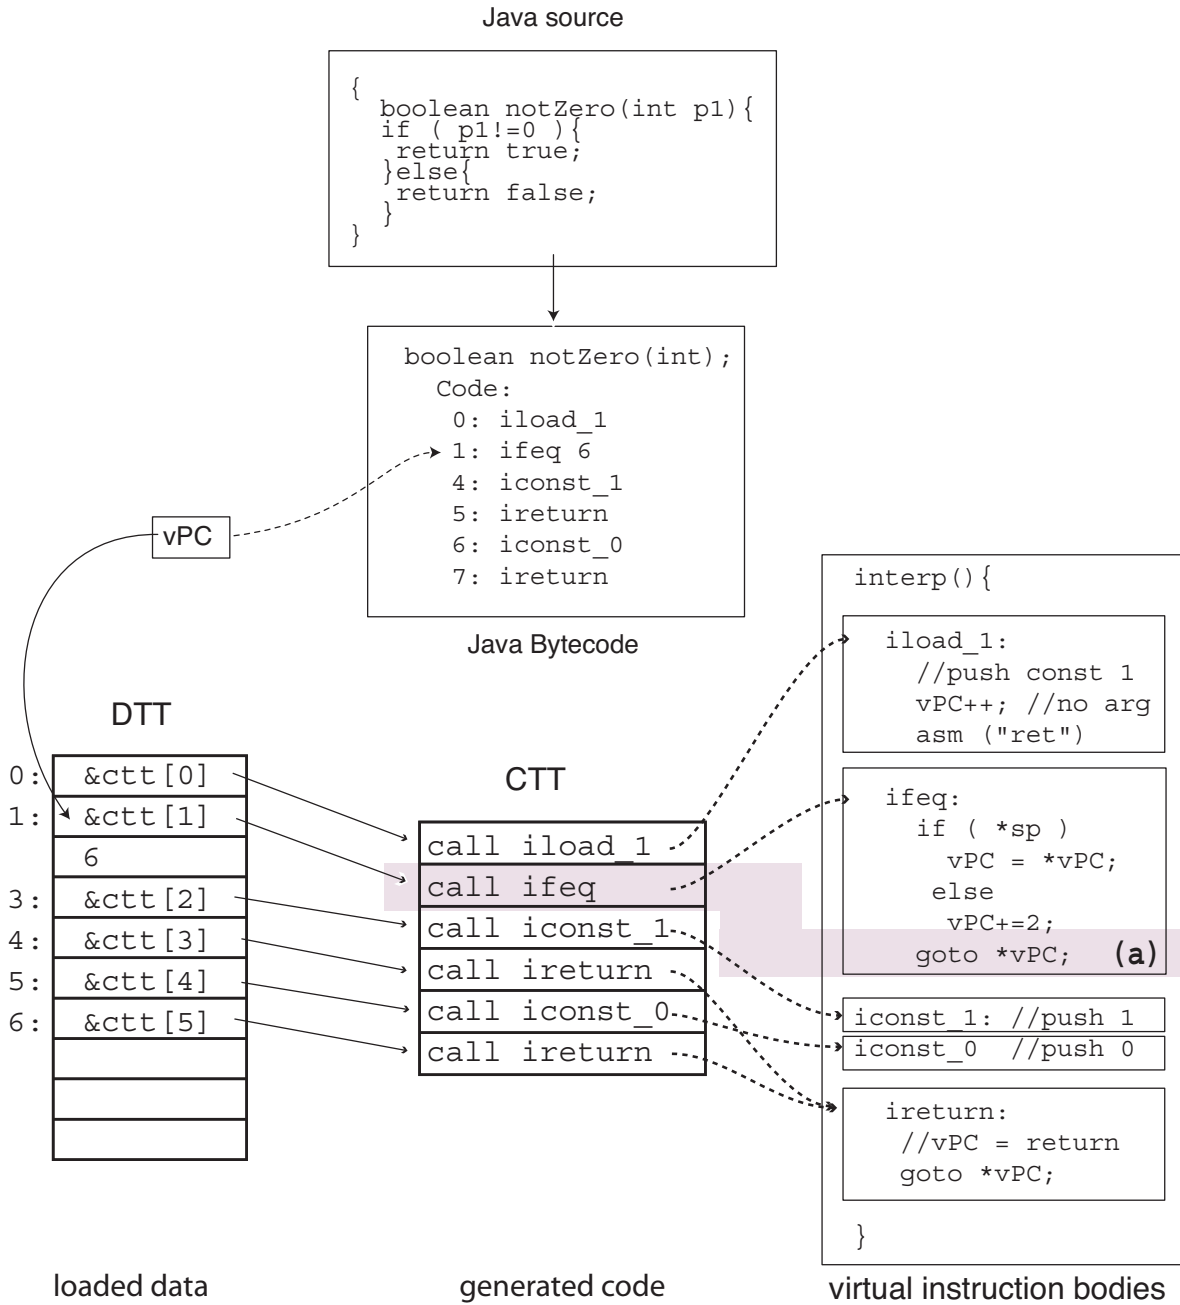 Java source
{
boolean notZero(int p1){
if ( p1!=0 ){
return true;
}else{
return false;
}
}
boolean notZero(int);
Code:
0: iload_1
1: ifeq 6
4: iconst_1
5: ireturn
6: iconst_0
7: ireturn
Java Bytecode
vPC
DTT
0: &ctt[0]
1: &ctt[1]
6
3: &ctt[2]
4: &ctt[3]
5: &ctt[4]
6: &ctt[5]
loaded data
CTT
call iload_1
call ifeq
call iconst_1
call ireturn
call iconst_0
call ireturn
generated code
interp(){
iload_1:
//push const 1
vPC++; //no arg
asm ("ret")
ifeq:
if ( *sp )
vPC = *vPC;
else
vPC+=2;
goto *vPC; (a)
iconst_1: //push 1
iconst_0 //push 0
ireturn:
//vPC = return
goto *vPC;
}
virtual instruction bodies